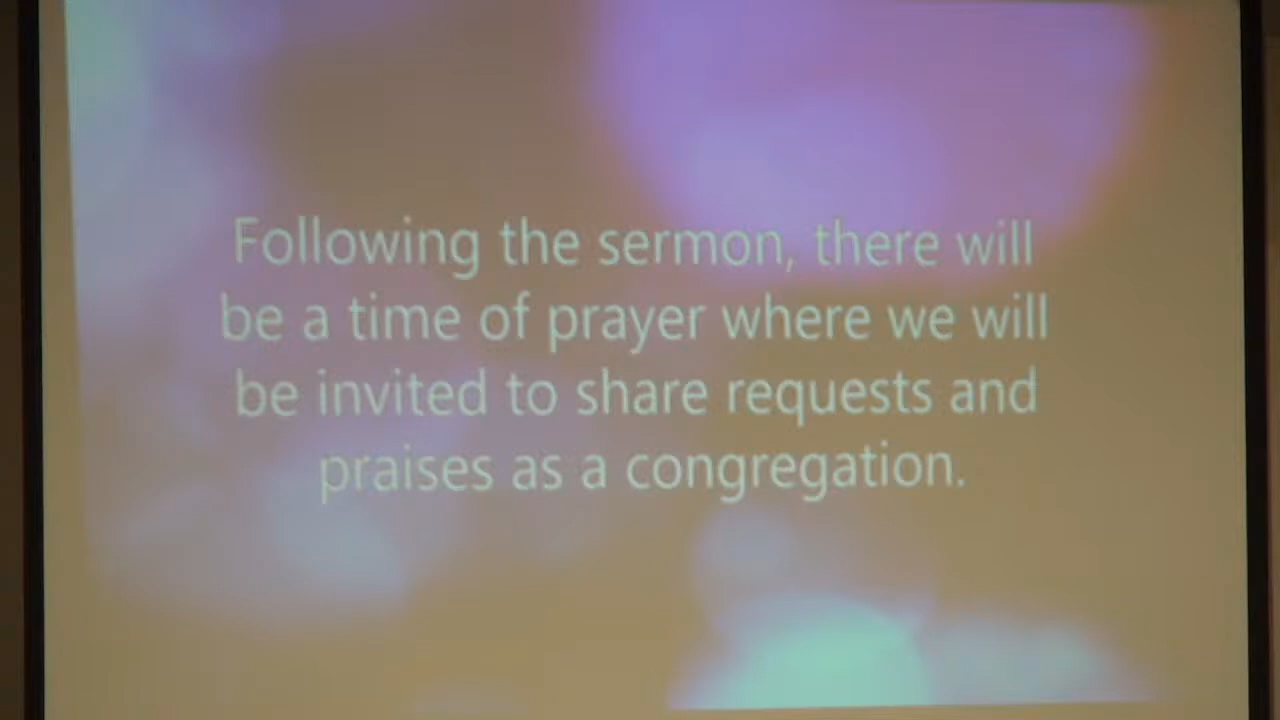 Following the sermon, there will
be a time of prayer where we will
be invited to share requests and
praises as a congregation.